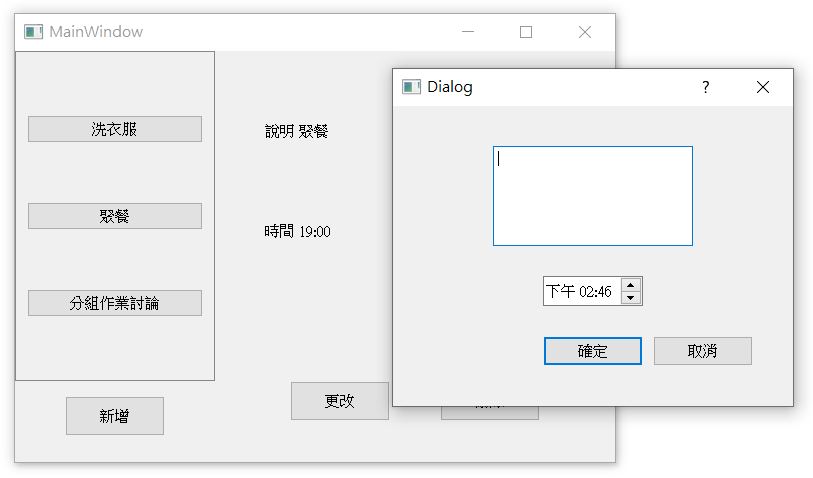 MainWindow
洗衣服
聚餐
分組作業討論
新增
說明 聚餐
時間 19:00
更改
Dialog
?
下午 02:46
確定
取消